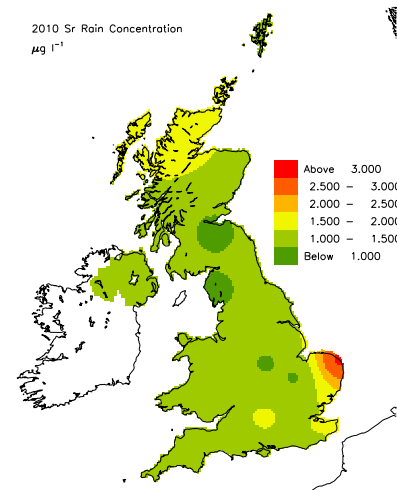 2010 Sr Rain Concentration
µg l⁻¹
Above 3.000
2.500 – 3.000
2.000 – 2.500
1.500 – 2.000
1.000 – 1.500
Below 1.000